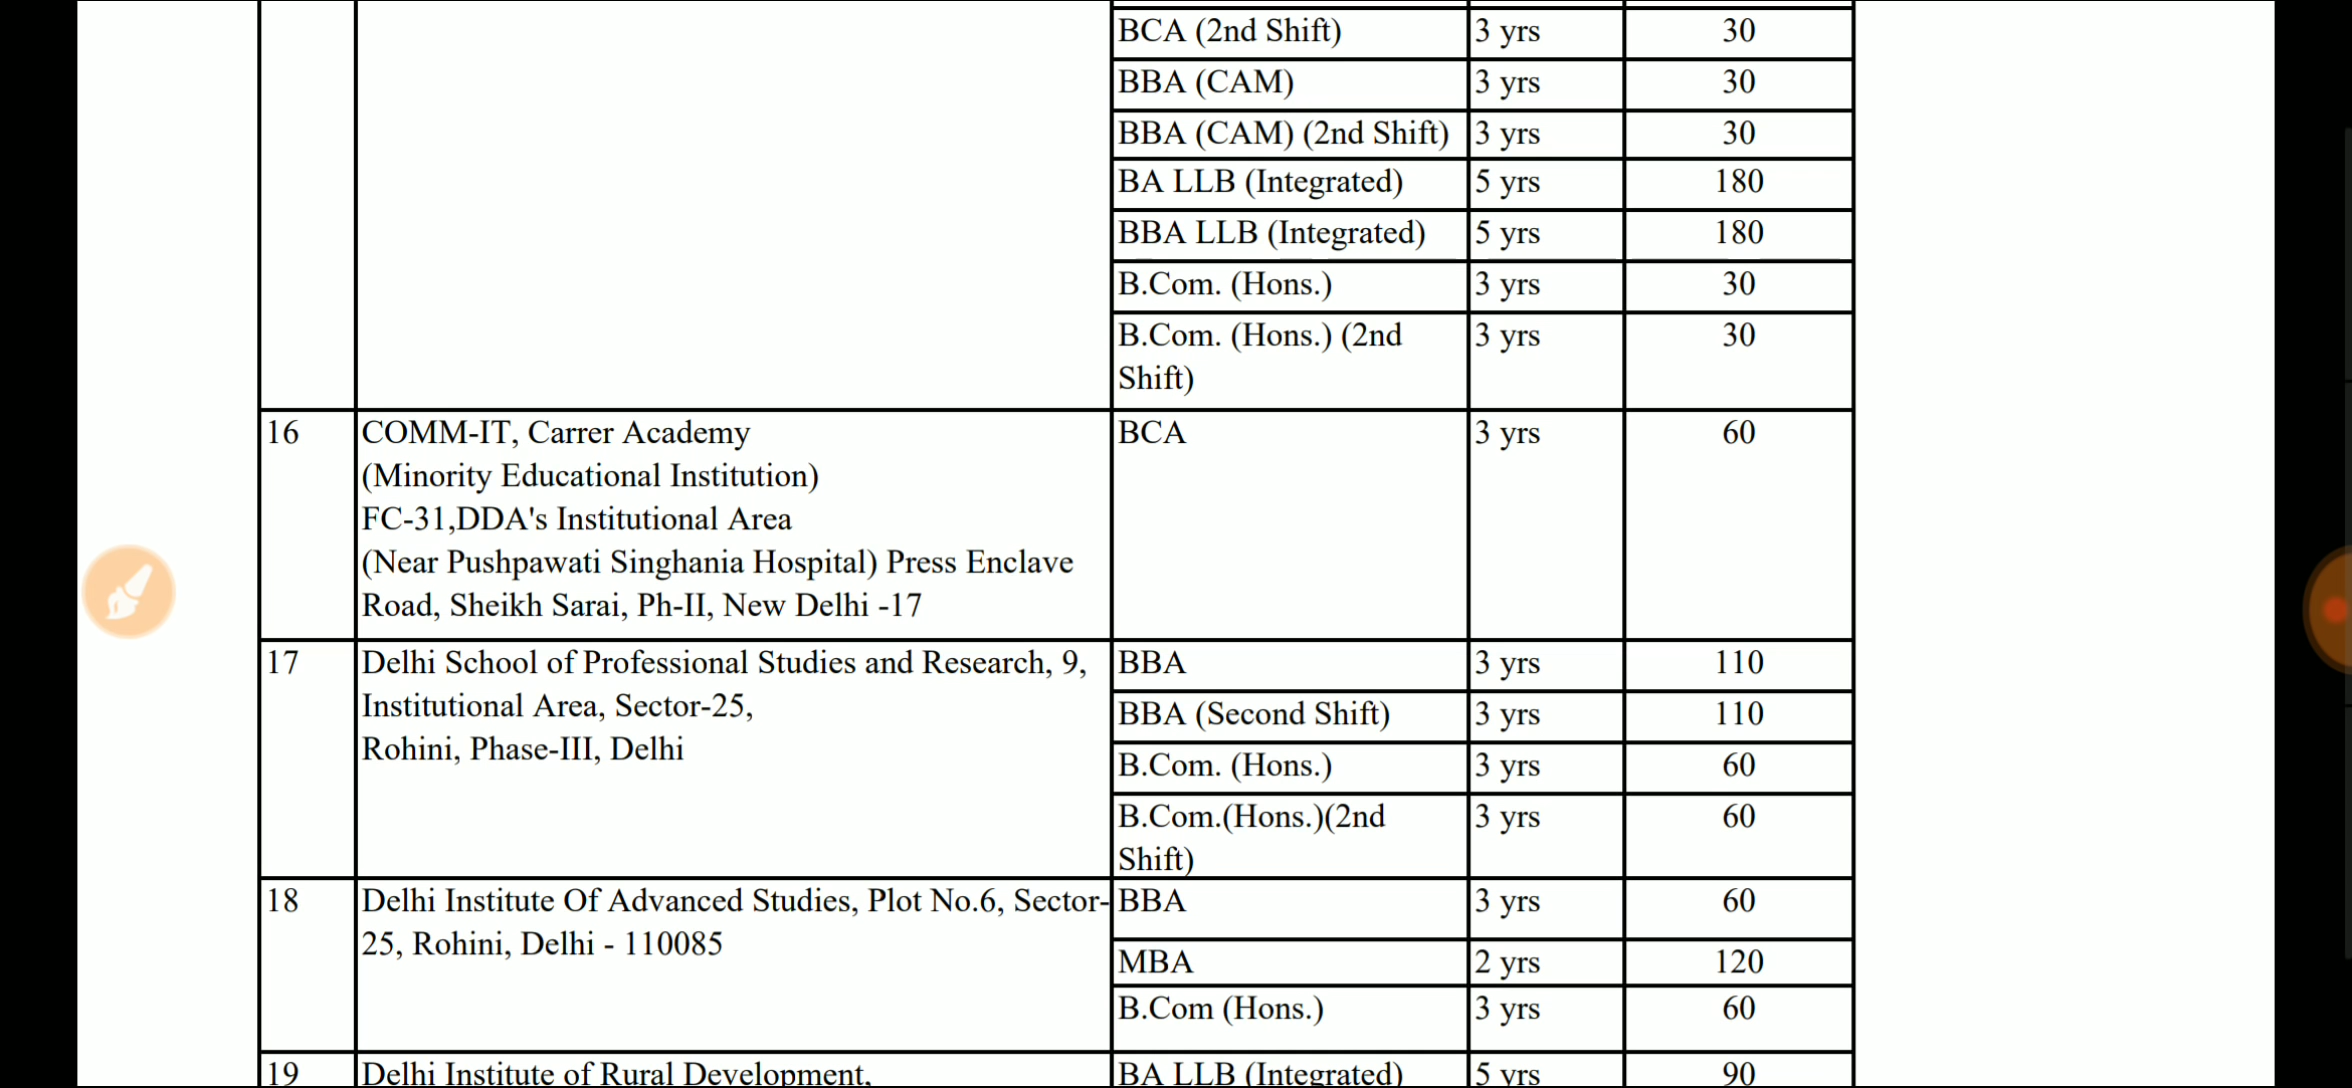 BCA (2nd Shift) 3 yrs 30
BBA (CAM) 3 yrs 30
BBA (CAM) (2nd Shift) 3 yrs 30
BA LLB (Integrated) 5 yrs 180
BBA LLB (Integrated) 5 yrs 180
B.Com. (Hons.) 3 yrs 30
B.Com. (Hons.) (2nd 3 yrs 30
Shift)
16 COMM-IT, Carrer Academy BCA 3 yrs 60
(Minority Educational Institution)
FC-31,DDA's Institutional Area
(Near Pushpawati Singhania Hospital) Press Enclave
Road, Sheikh Sarai, Ph-II, New Delhi -17
17 Delhi School of Professional Studies and Research, 9, BBA 3 yrs 110
Institutional Area, Sector-25, BBA (Second Shift) 3 yrs 110
Rohini, Phase-III, Delhi B.Com. (Hons.) 3 yrs 60
B.Com.(Hons.)(2nd 3 yrs 60
Shift)
18 Delhi Institute Of Advanced Studies, Plot No.6, Sector- BBA 3 yrs 60
25, Rohini, Delhi - 110085 MBA 2 yrs 120
B.Com (Hons.) 3 yrs 60
19 Delhi Institute of Rural Development, BA LLB (Integrated) 5 yrs 90